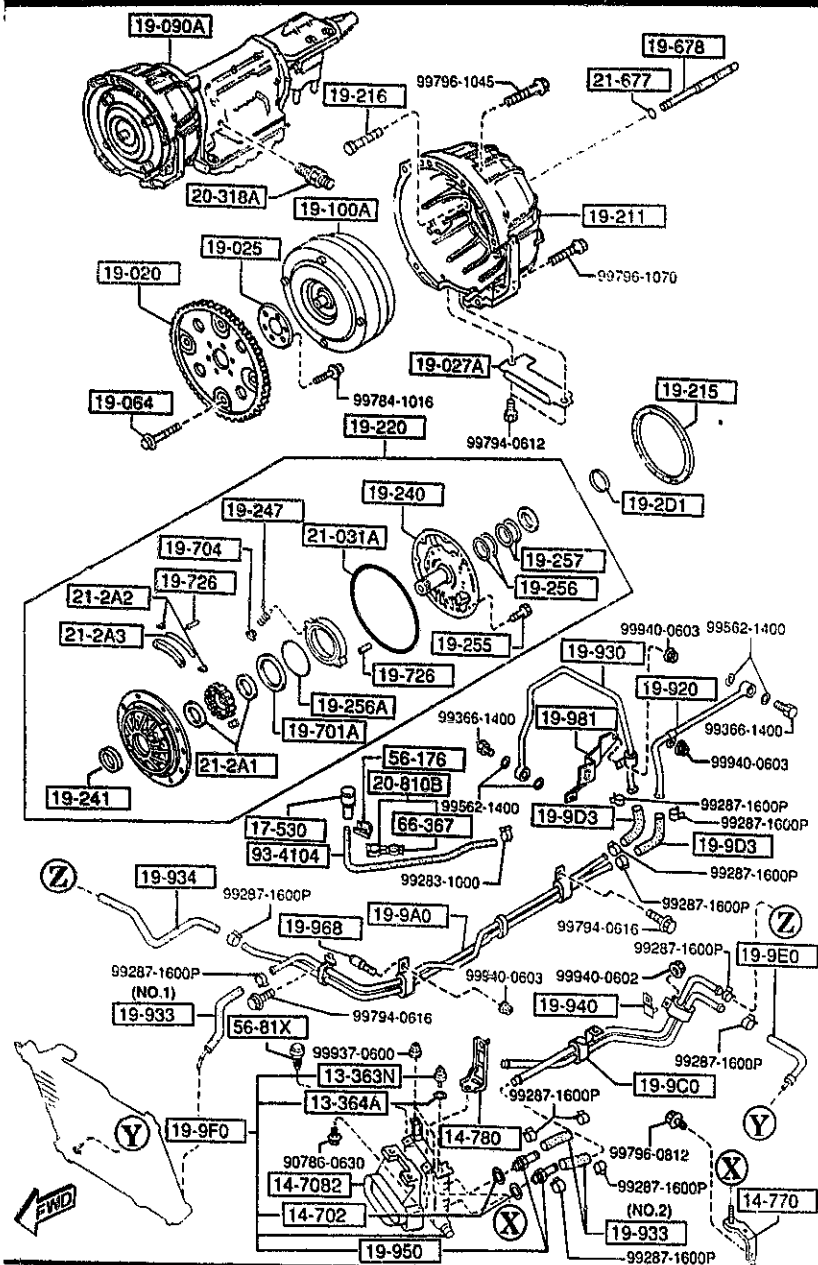 19-090A
19-678
99796-1045
21-677
19-216
20-318A
19-100A
19-211
19-025
19-020
99796-1070
19-027A
19-064
99784-1016
19-215
99794-0612
19-220
19-240
19-2D1
19-247
21-031A
19-704
19-257
19-726
21-2A2
19-256
21-2A3
19-255
99940-0603
99562-1400
19-930
19-726
19-920
19-256A
99366-1400
19-981
19-701A
99366-1400
56-176
21-2A1
99940-0603
20-810B
19-241
99562-1400
99287-1600P
17-530
66-367
19-9D3
99287-1600P
93-4104
19-9D3
Z
19-934
99283-1000
99287-1600P
99287-1600P
99287-1600P
19-9A0
99794-0616
Z
19-968
99287-1600P
19-9E0
99287-1600P
99940-0603
99940-0602
(NO.1)
19-933
99794-0616
19-940
56-81X
99937-0600
99287-1600P
13-363N
19-9C0
99287-1600P
13-364A
Y
19-9F0
14-780
Y
99796-0812
90786-0630
X
14-7082
99287-1600P
14-770
FWD
14-702
X
(NO.2)
19-933
19-950
99287-1600P